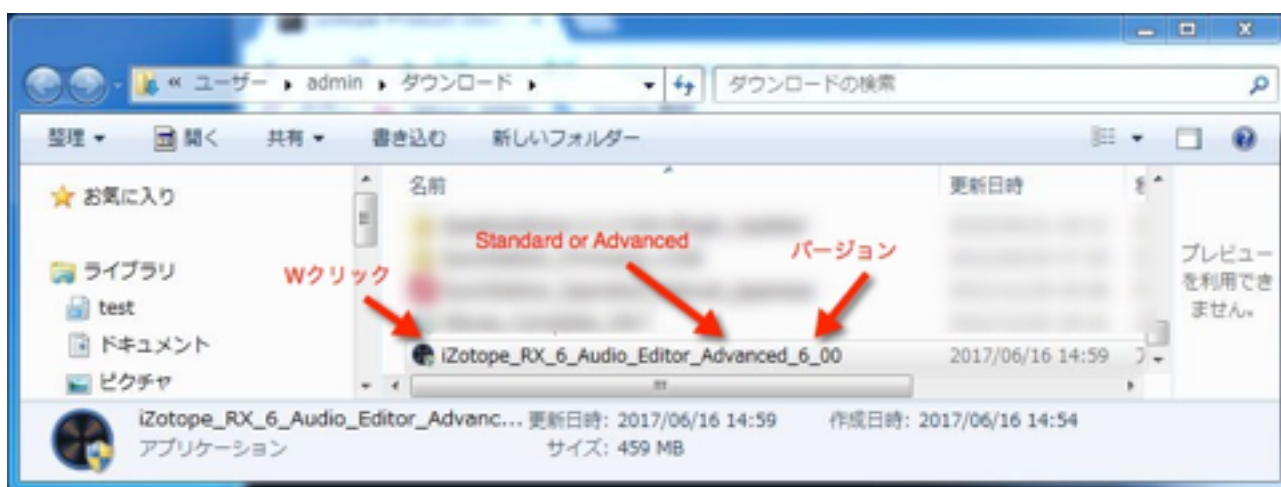 « ユーザー ▸ admin ▸ ダウンロード ▸
ダウンロードの検索
整理 ▼ 開く 共有 ▼ 書き込む 新しいフォルダー
お気に入り
ライブラリ
test
ドキュメント
ピクチャ
名前 更新日時
Standard or Advanced
バージョン
Wクリック
iZotope_RX_6_Audio_Editor_Advanced_6_00 2017/06/16 14:59
プレビュー
を利用でき
ません。
iZotope_RX_6_Audio_Editor_Advanc... 更新日時: 2017/06/16 14:59 作成日時: 2017/06/16 14:54
アプリケーション サイズ: 459 MB